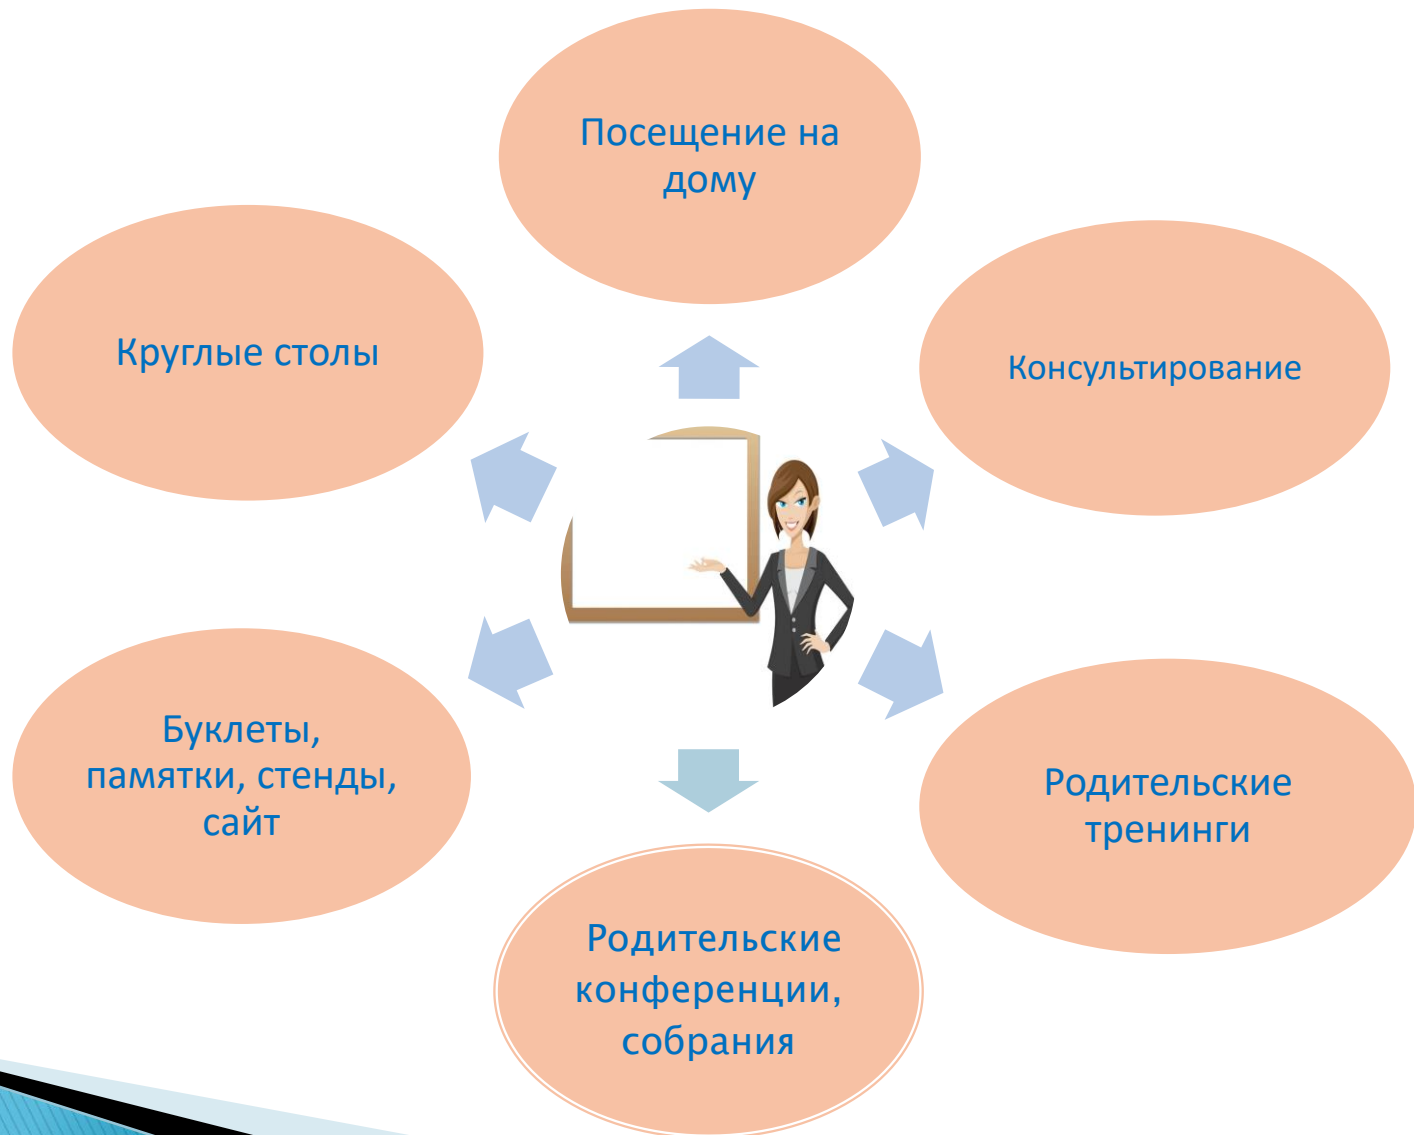 Посещение на
дому
Круглые столы
Консультирование
Буклеты,
памятки, стенды,
сайт
Родительские
тренинги
Родительские
конференции,
собрания